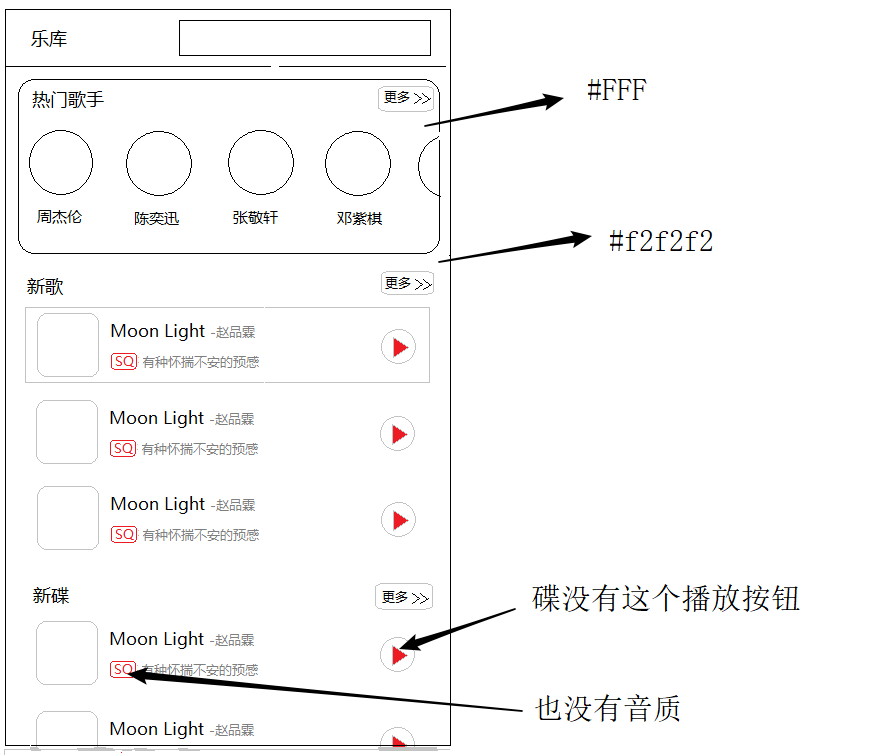 乐库
热门歌手
更多 >>
#FFF
周杰伦 陈奕迅 张敬轩 邓紫棋
#f2f2f2
新歌
更多 >>
Moon Light -赵品霖
SQ 有种怀揣不安的预感
Moon Light -赵品霖
SQ 有种怀揣不安的预感
Moon Light -赵品霖
SQ 有种怀揣不安的预感
新碟
更多 >>
碟没有这个播放按钮
Moon Light -赵品霖
SQ 有种怀揣不安的预感
也没有音质
Moon Light -赵品霖